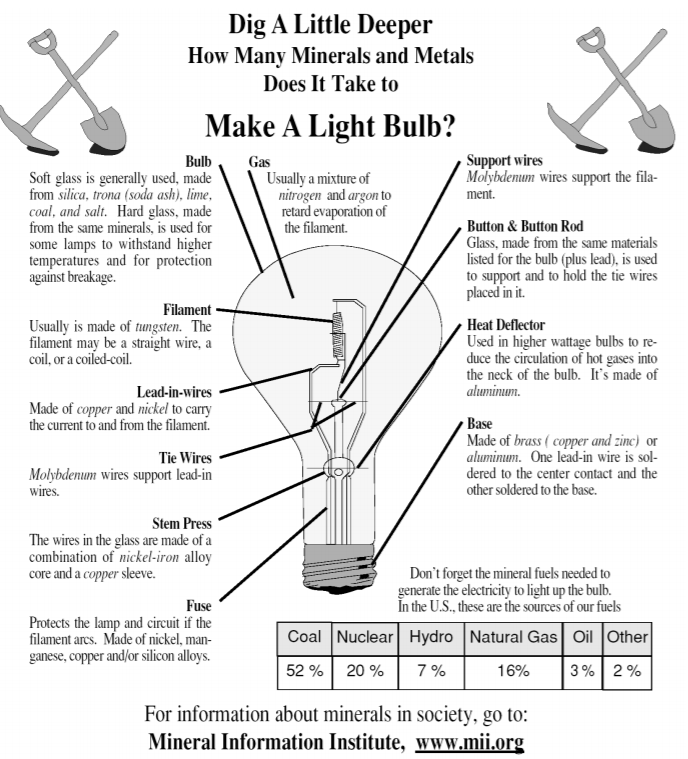 Dig A Little Deeper
How Many Minerals and Metals
Does It Take to
Make A Light Bulb?
Bulb
Soft glass is generally used, made
from silica, trona (soda ash), lime,
coal, and salt. Hard glass, made
from the same minerals, is used for
some lamps to withstand higher
temperatures and for protection
against breakage.
Filament
Usually is made of tungsten. The
filament may be a straight wire, a
coil, or a coiled-coil.
Lead-in-wires
Made of copper and nickel to carry
the current to and from the filament.
Tie Wires
Molybdenum wires support lead-in
wires.
Stem Press
The wires in the glass are made of a
combination of nickel-iron alloy
core and a copper sleeve.
Fuse
Protects the lamp and circuit if the
filament arcs. Made of nickel, man-
ganese, copper and/or silicon alloys.
Gas
Usually a mixture of
nitrogen and argon to
retard evaporation of
the filament.
Support wires
Molybdenum wires support the fila-
ment.
Button & Button Rod
Glass, made from the same materials
listed for the bulb (plus lead), is used
to support and to hold the tie wires
placed in it.
Heat Deflector
Used in higher wattage bulbs to re-
duce the circulation of hot gases into
the neck of the bulb. It's made of
aluminum.
Base
Made of brass ( copper and zinc) or
aluminum. One lead-in wire is sol-
dered to the center contact and the
other soldered to the base.
Don't forget the mineral fuels needed to
generate the electricity to light up the bulb.
In the U.S., these are the sources of our fuels
Coal Nuclear Hydro Natural Gas Oil Other
52 % 20 % 7 % 16% 3 % 2 %
For information about minerals in society, go to:
Mineral Information Institute, www.mii.org